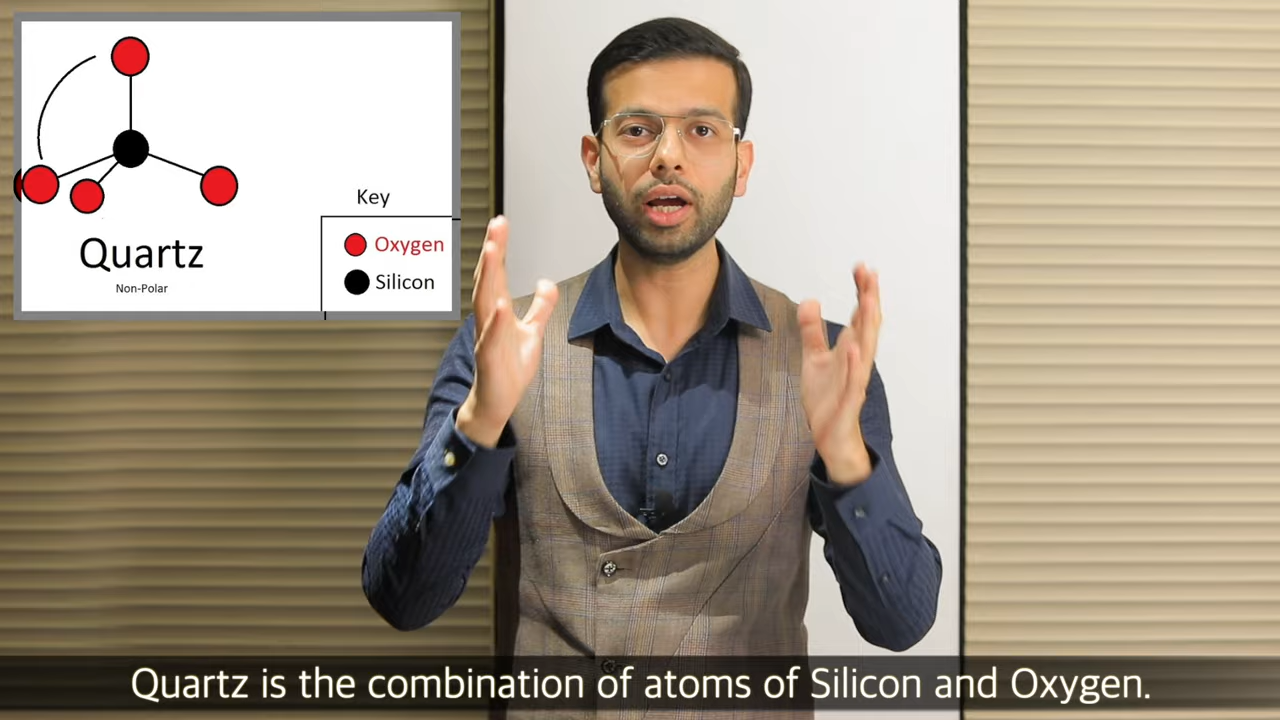 Quartz
Non-Polar
Key
Oxygen
Silicon
Quartz is the combination of atoms of Silicon and Oxygen.